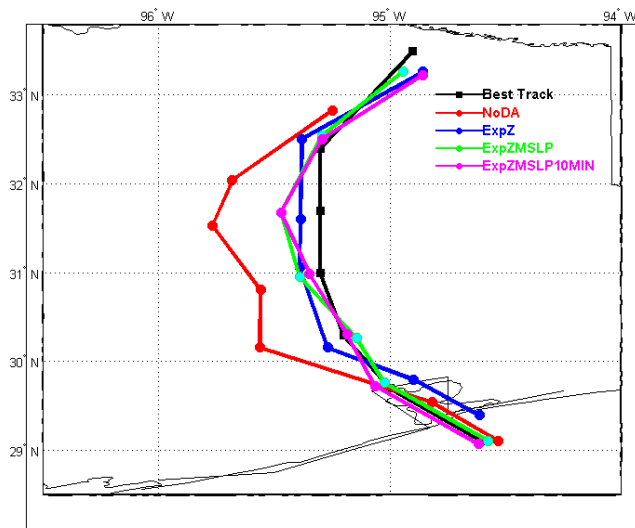 96° W
95° W
94° W
33° N
32° N
31° N
30° N
29° N
Best Track
NoDA
ExpZ
ExpZMSLP
ExpZMSLP10MIN